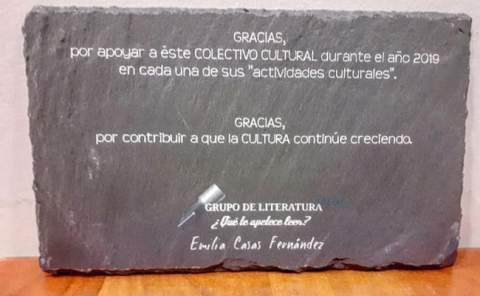 GRACIAS,
por apoyar a èste COLECTIVO CULTURAL durante el año 2019
en cada una de sus "actividades culturales".
GRACIAS,
por contribuir a que la CULTURA continúe creciendo.
GRUPO DE LITERATURA
¿Qué te apetece leer?
Emilia Casas Fernández